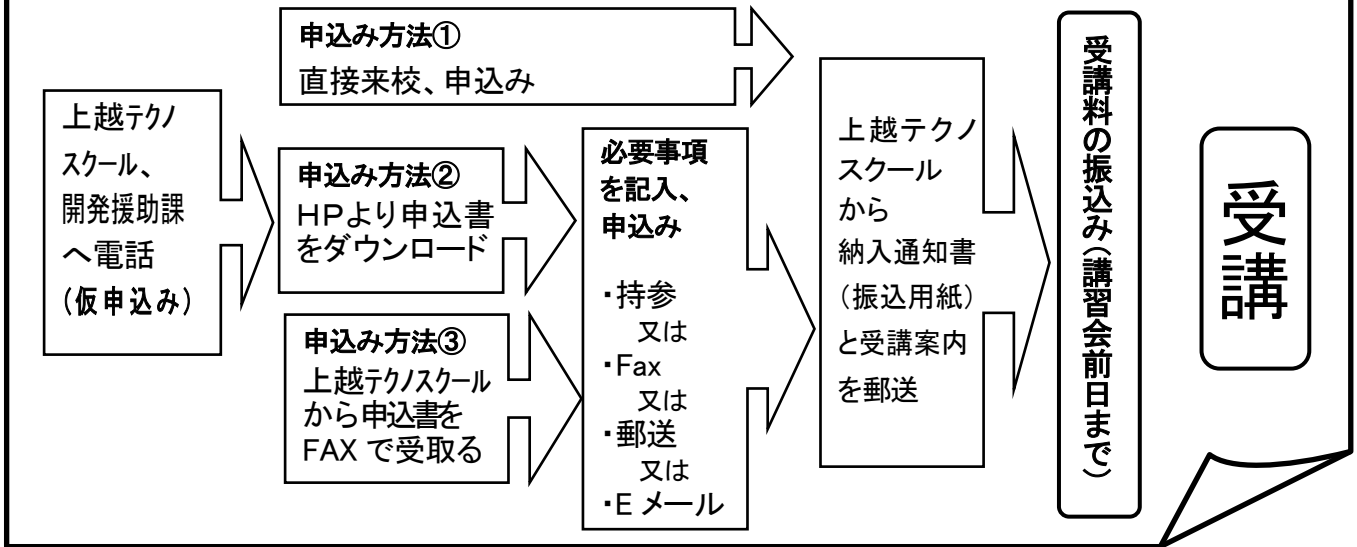 上越テクノ
スクール、
開発援助課
へ電話
(仮申込み)
申込み方法①
直接来校、申込み
申込み方法②
HPより申込書
をダウンロード
申込み方法③
上越テクノスクール
から申込書を
FAX で受取る
必要事項
を記入、
申込み
・持参
又は
・Fax
又は
・郵送
又は
・E メール
上越テクノ
スクール
から
納入通知書
(振込用紙)
と受講案内
を郵送
受講料の振込み(講習会前日まで)
受講